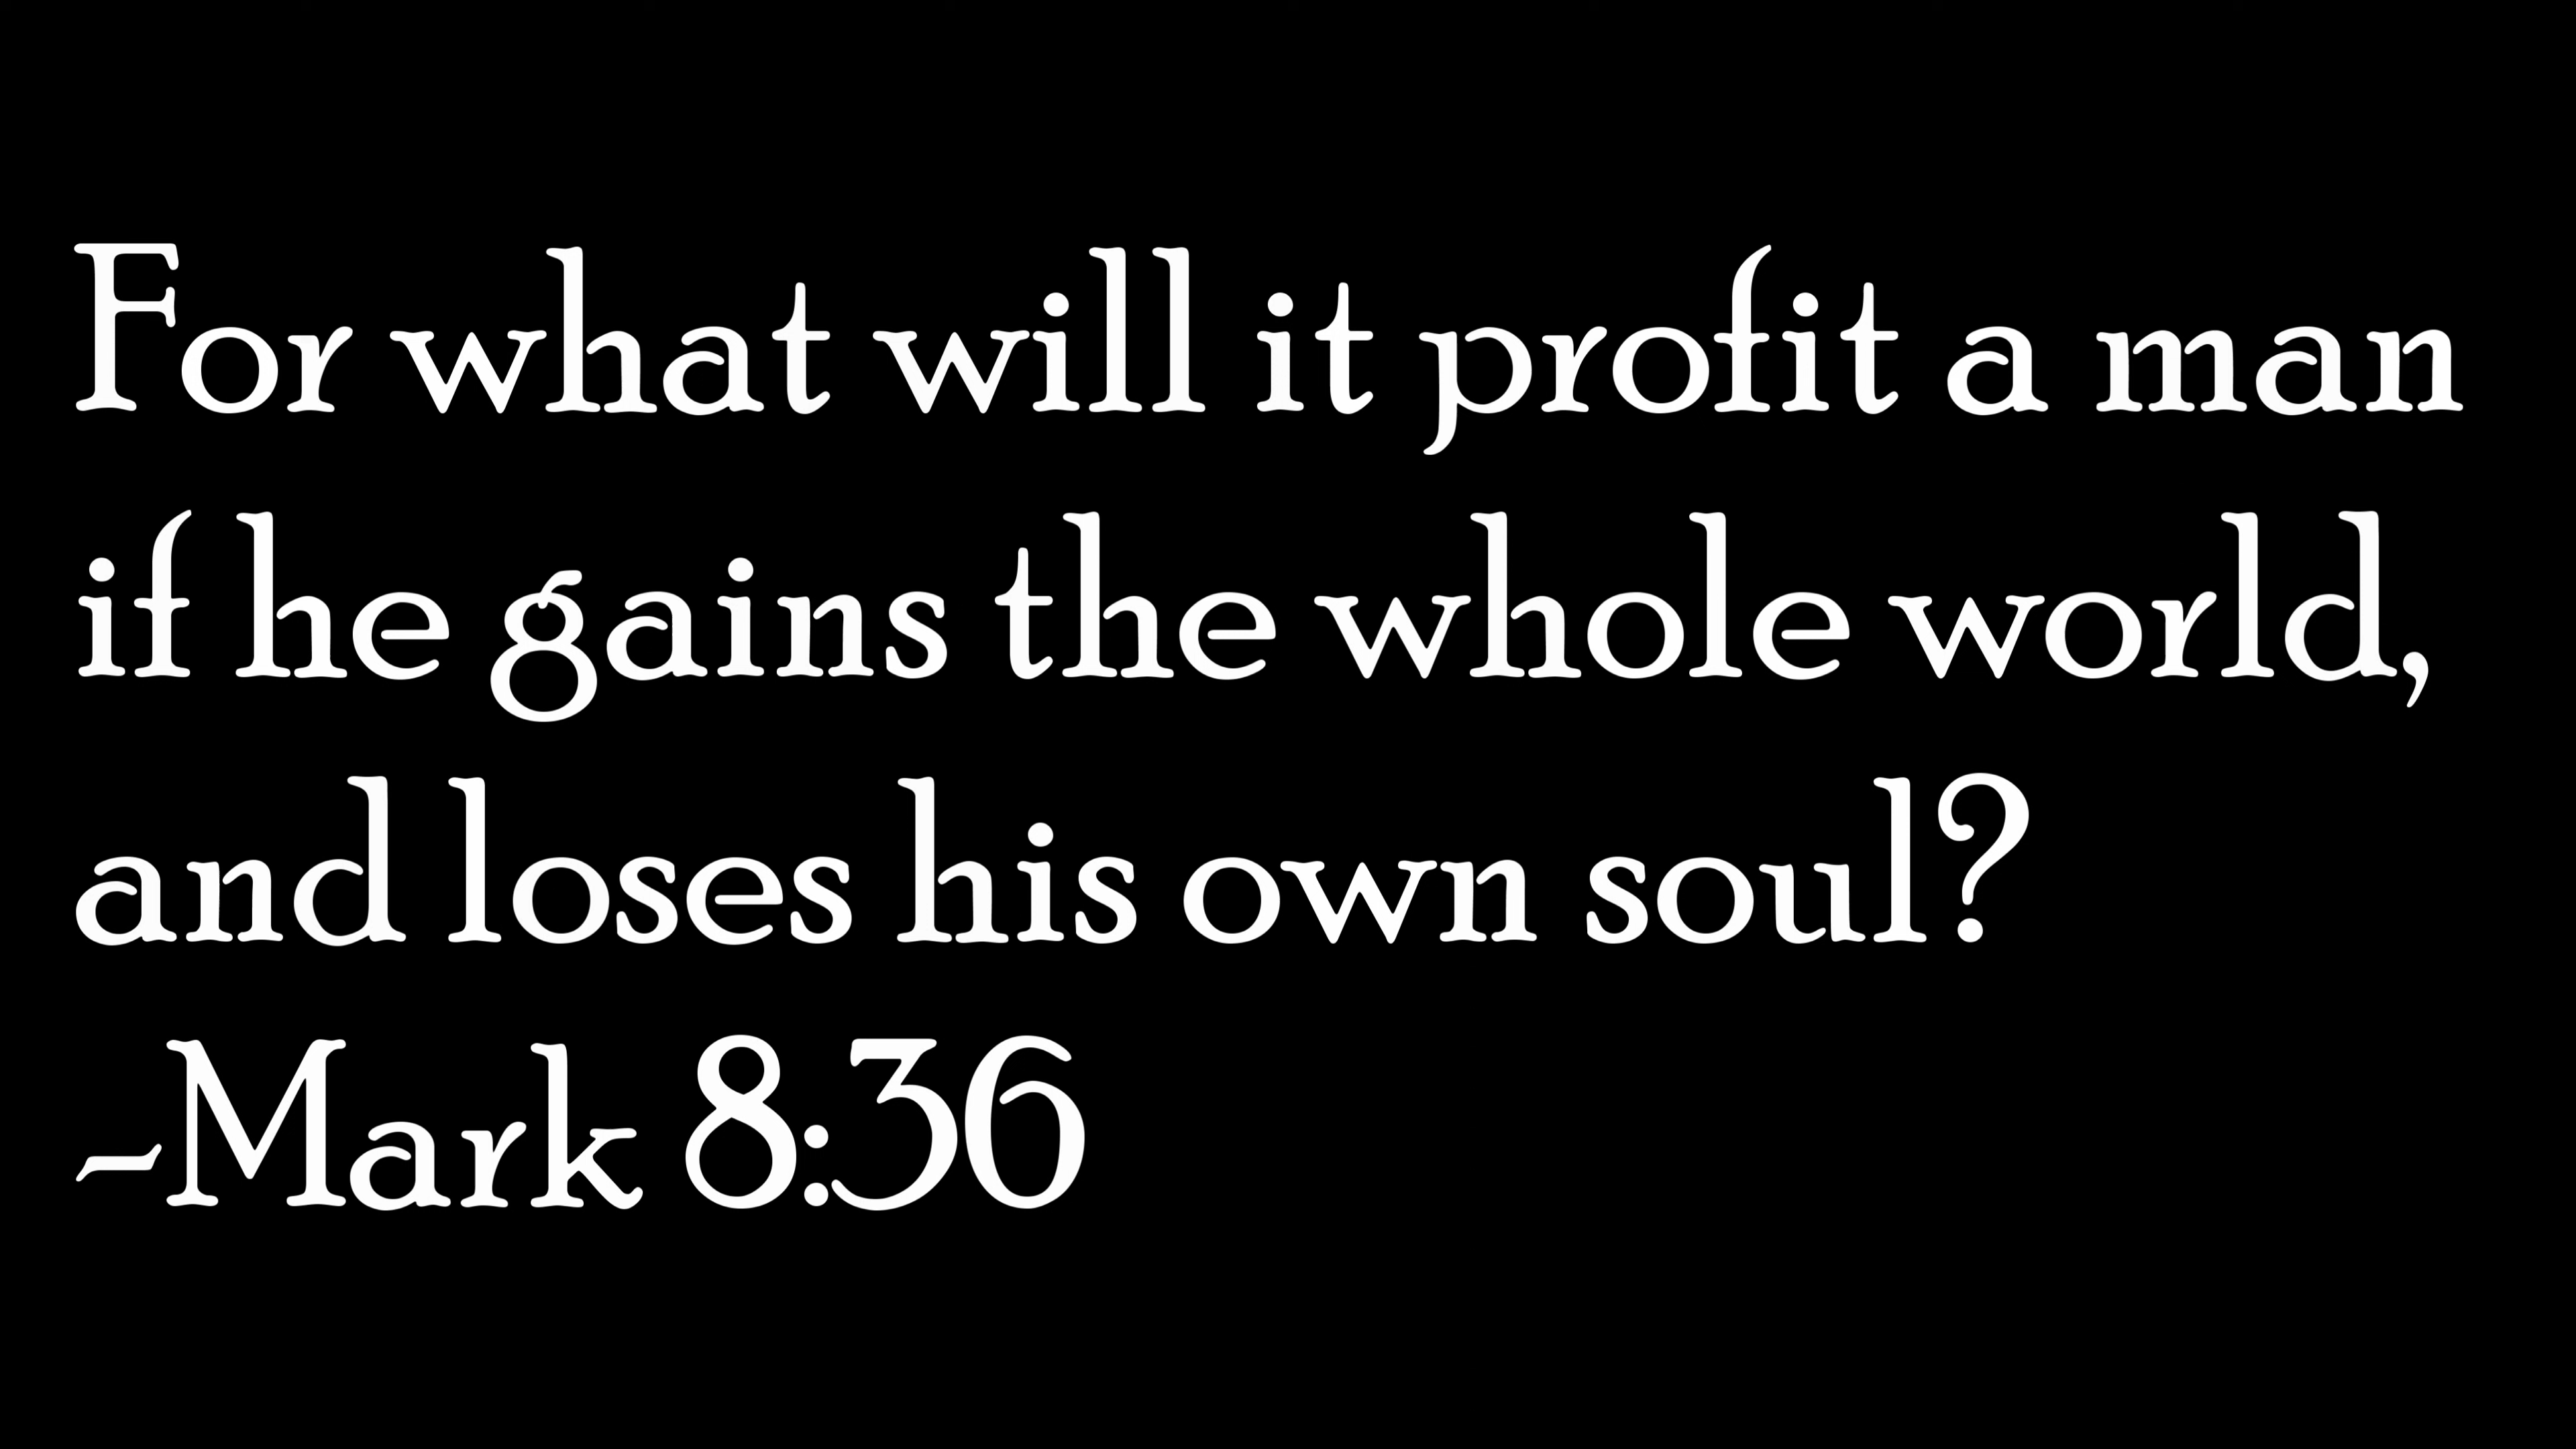 For what will it profit a man
if he gains the whole world,
and loses his own soul?
~Mark 8:36